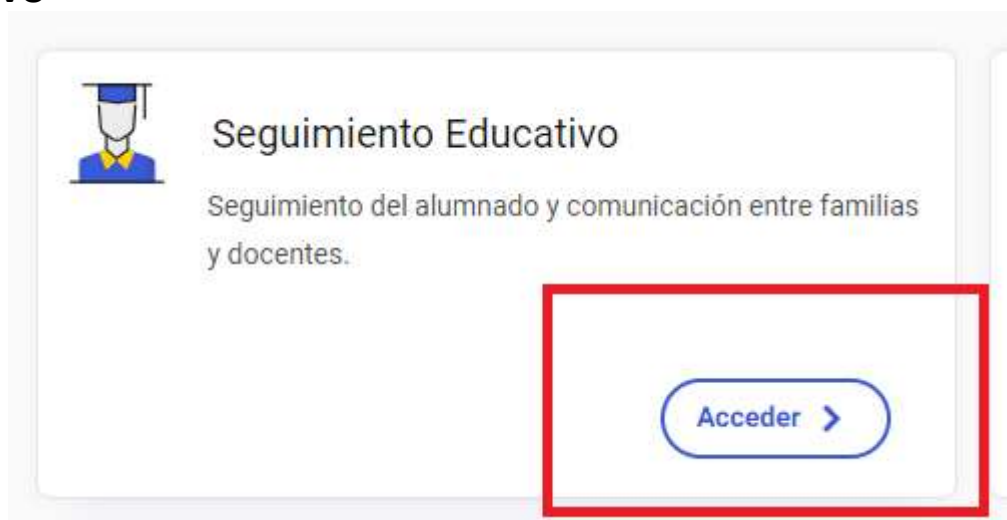 Seguimiento Educativo
Seguimiento del alumnado y comunicación entre familias
y docentes.
Acceder